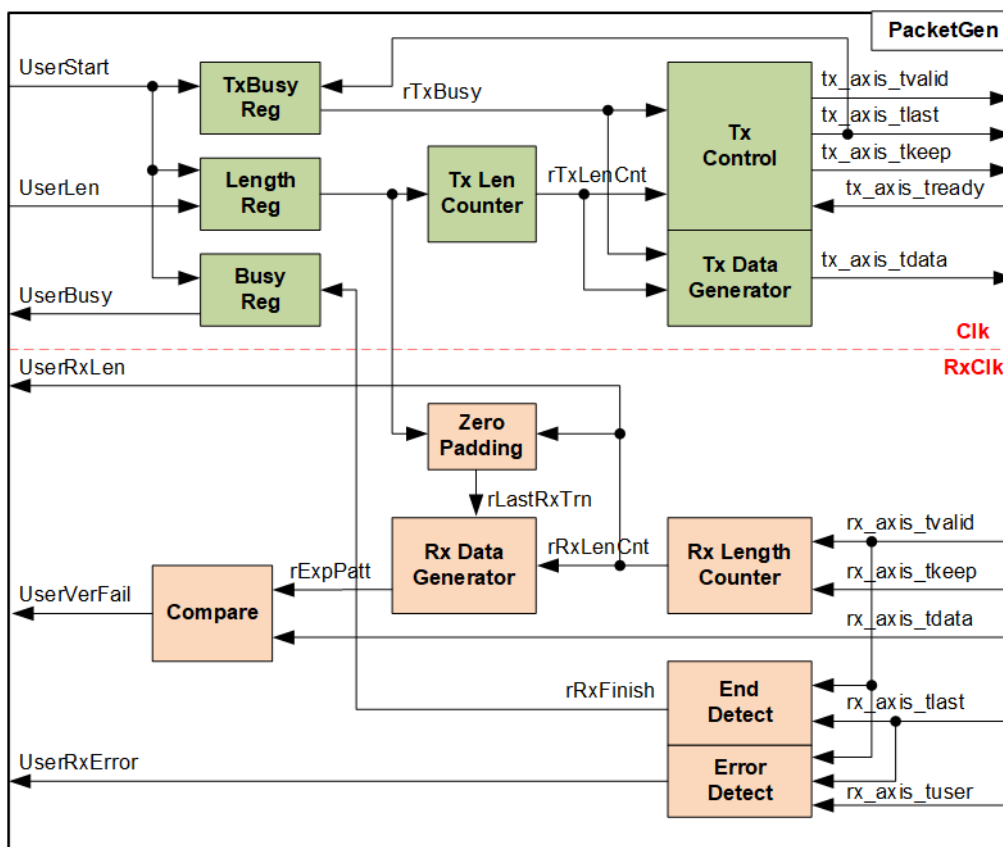 PacketGen
UserStart
TxBusy
Reg
rTxBusy
tx_axis_tvalid
tx_axis_tlast
Tx
Control
tx_axis_tkeep
UserLen
Length
Reg
Tx Len
Counter
rTxLenCnt
tx_axis_tready
UserBusy
Busy
Reg
Tx Data
Generator
tx_axis_tdata
Clk
UserRxLen
RxClk
Zero
Padding
rLastRxTrn
rx_axis_tvalid
Rx Data
Generator
rRxLenCnt
Rx Length
Counter
rExpPatt
rx_axis_tkeep
UserVerFail
Compare
rx_axis_tdata
rRxFinish
End
Detect
rx_axis_tlast
UserRxError
Error
Detect
rx_axis_tuser